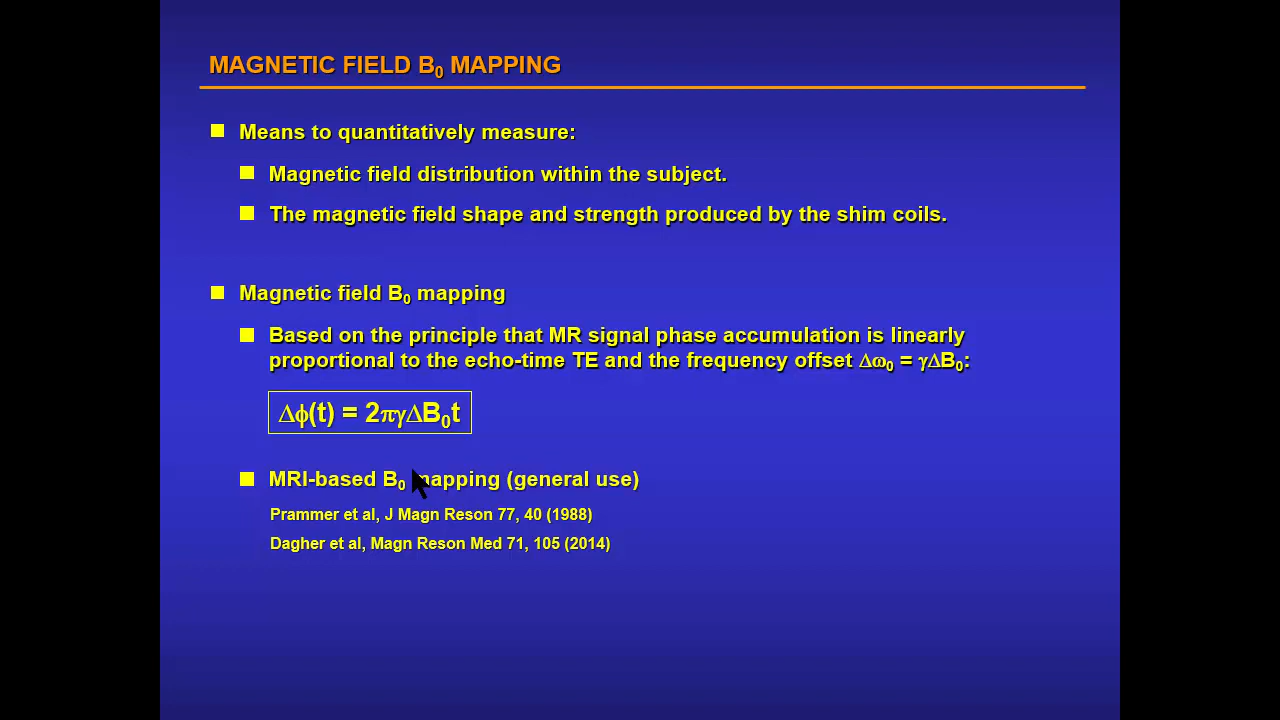 MAGNETIC FIELD B₀ MAPPING
Means to quantitatively measure:
Magnetic field distribution within the subject.
The magnetic field shape and strength produced by the shim coils.
Magnetic field B₀ mapping
Based on the principle that MR signal phase accumulation is linearly
proportional to the echo-time TE and the frequency offset Δω₀ = γΔB₀:
Δϕ(t) = 2πγΔB₀t
MRI-based B₀ mapping (general use)
Prammer et al, J Magn Reson 77, 40 (1988)
Dagher et al, Magn Reson Med 71, 105 (2014)